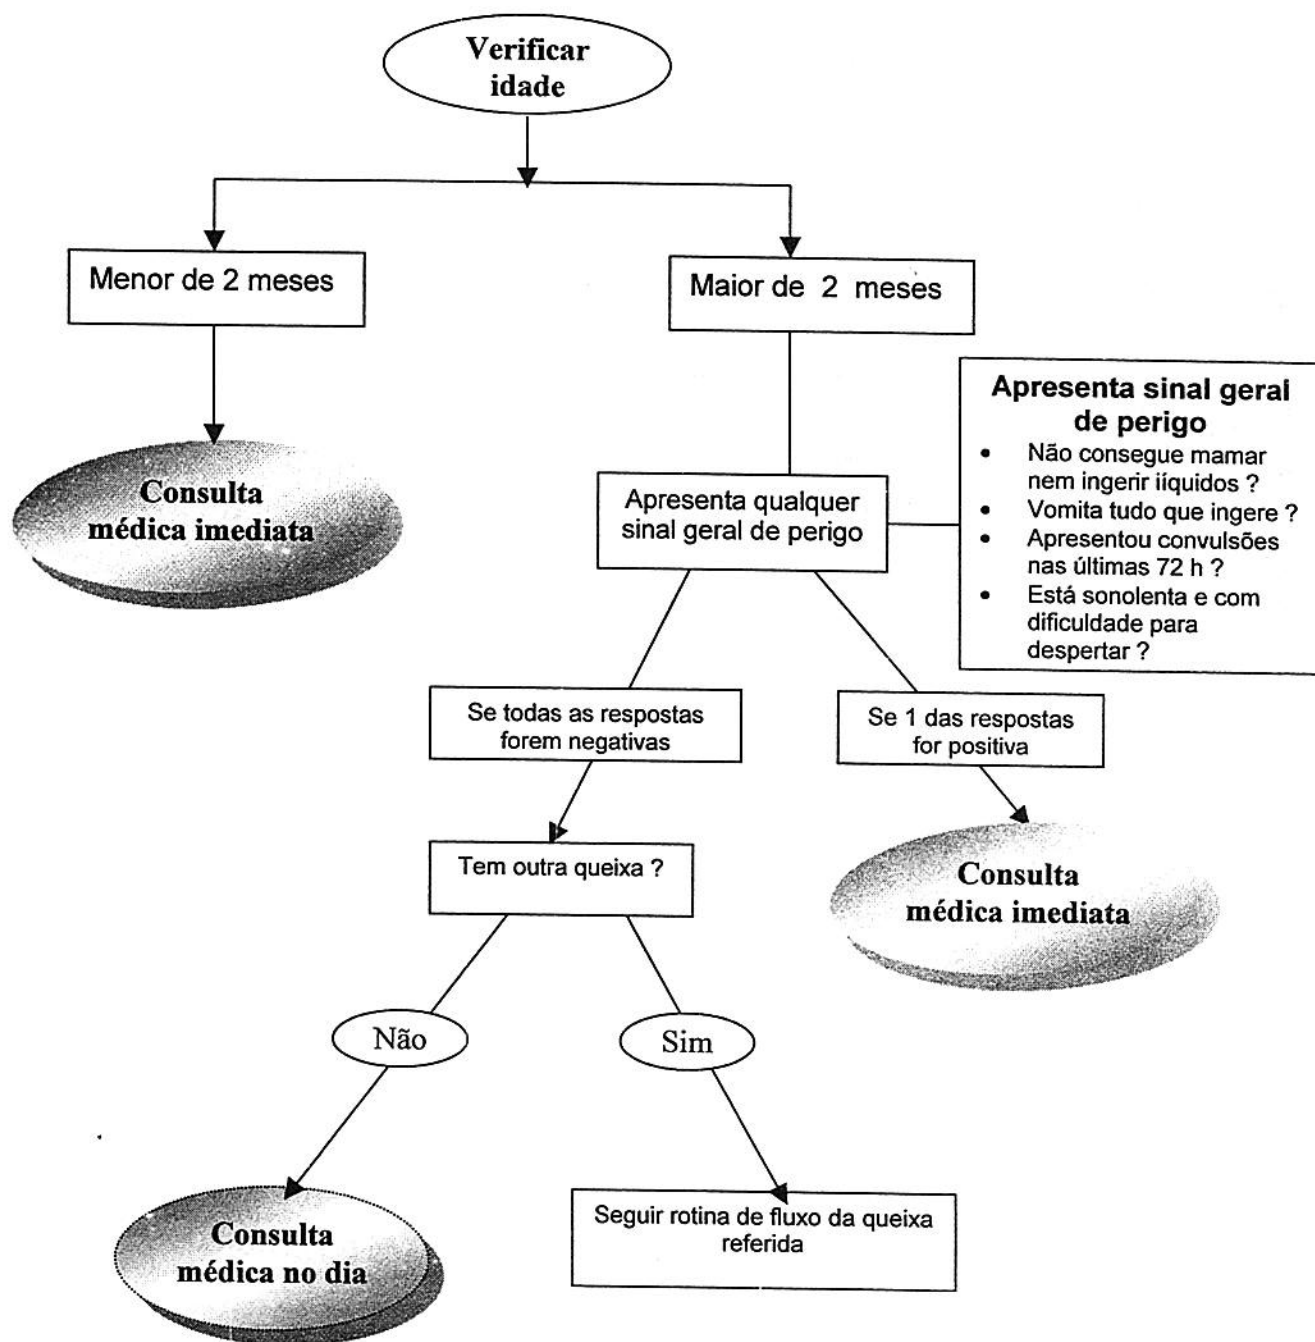 Verificar
idade
Menor de 2 meses
Maior de 2 meses
Consulta
médica imediata
Apresenta qualquer
sinal geral de perigo
Apresenta sinal geral
de perigo
• Não consegue mamar
nem ingerir líquidos ?
• Vomita tudo que ingere ?
• Apresentou convulsões
nas últimas 72 h ?
• Está sonolenta e com
dificuldade para
despertar ?
Se todas as respostas
forem negativas
Se 1 das respostas
for positiva
Tem outra queixa ?
Consulta
médica imediata
Não
Sim
Consulta
médica no dia
Seguir rotina de fluxo da queixa
referida